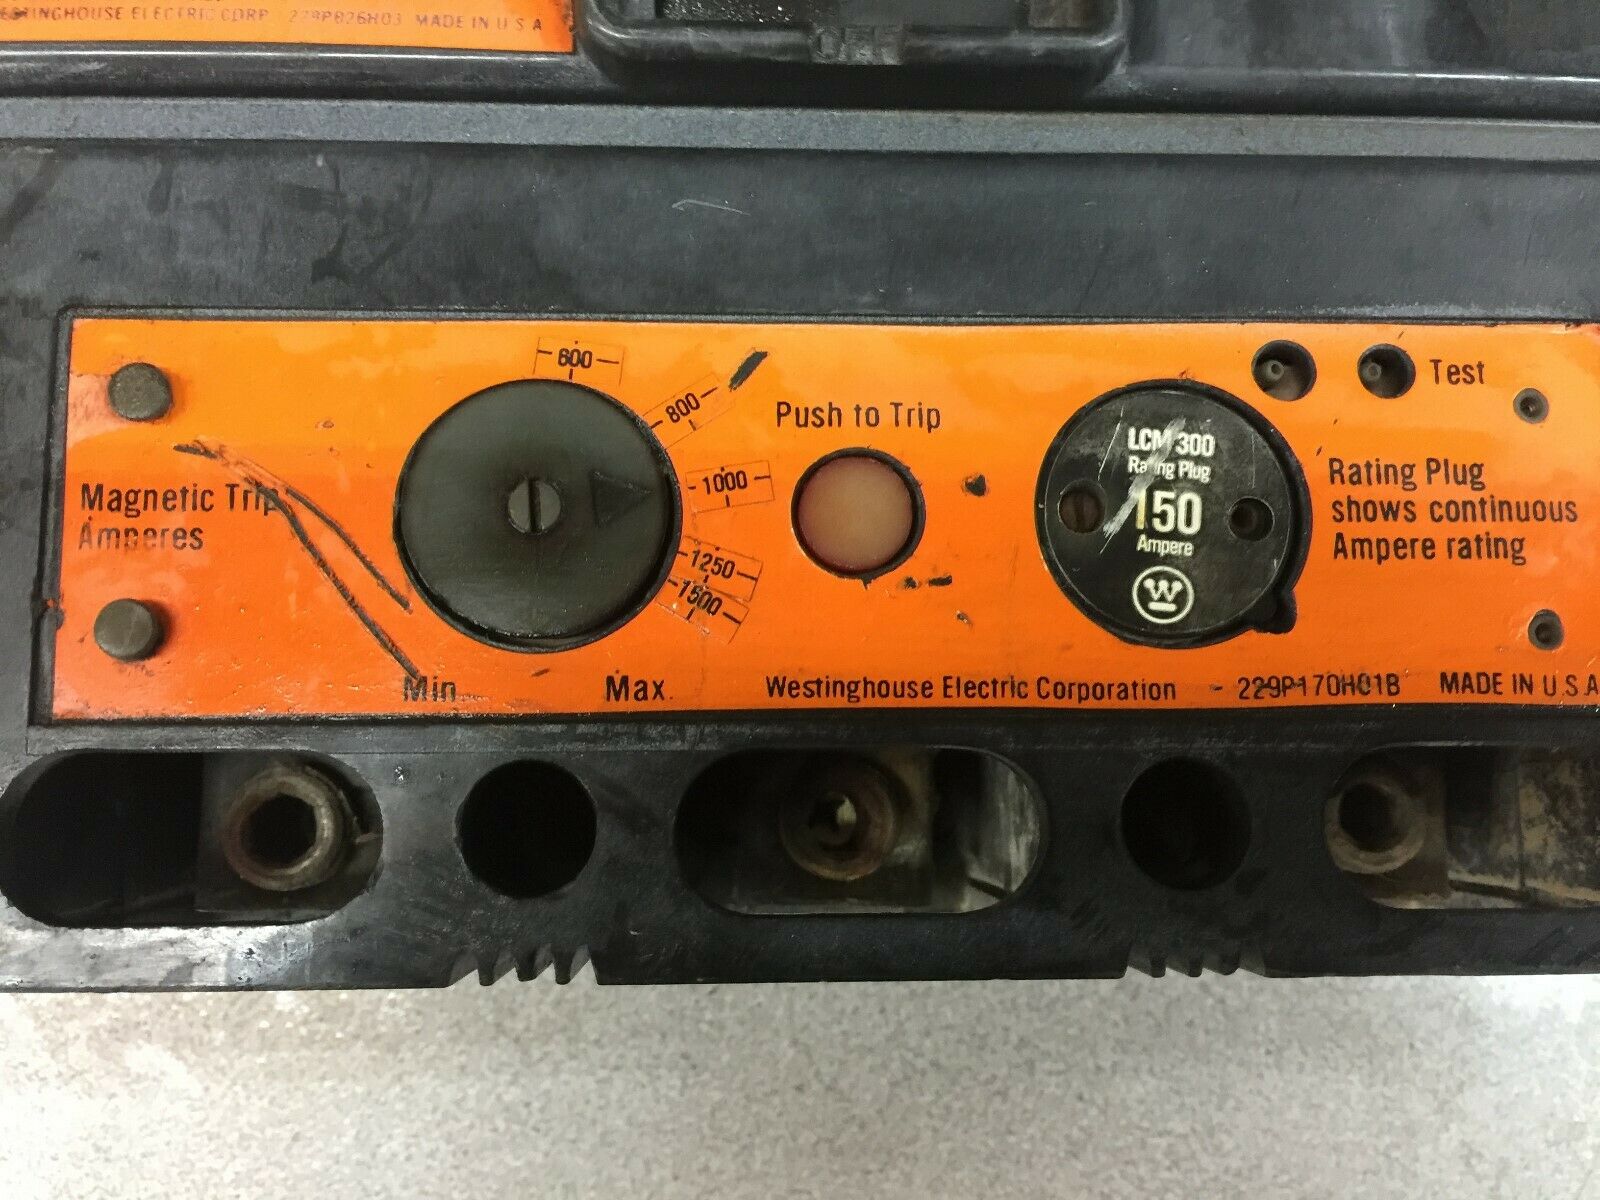 WESTINGHOUSE ELECTRIC CORP 229P826H03 MADE IN U S A
OFF
600
800
1000
1250
1500
Magnetic Trip
Amperes
Min.
Max.
Push to Trip
LCM 300
Rating Plug
150
Ampere
W
Test
Rating Plug
shows continuous
Ampere rating
Westinghouse Electric Corporation - 229P170H01B MADE IN U.S.A